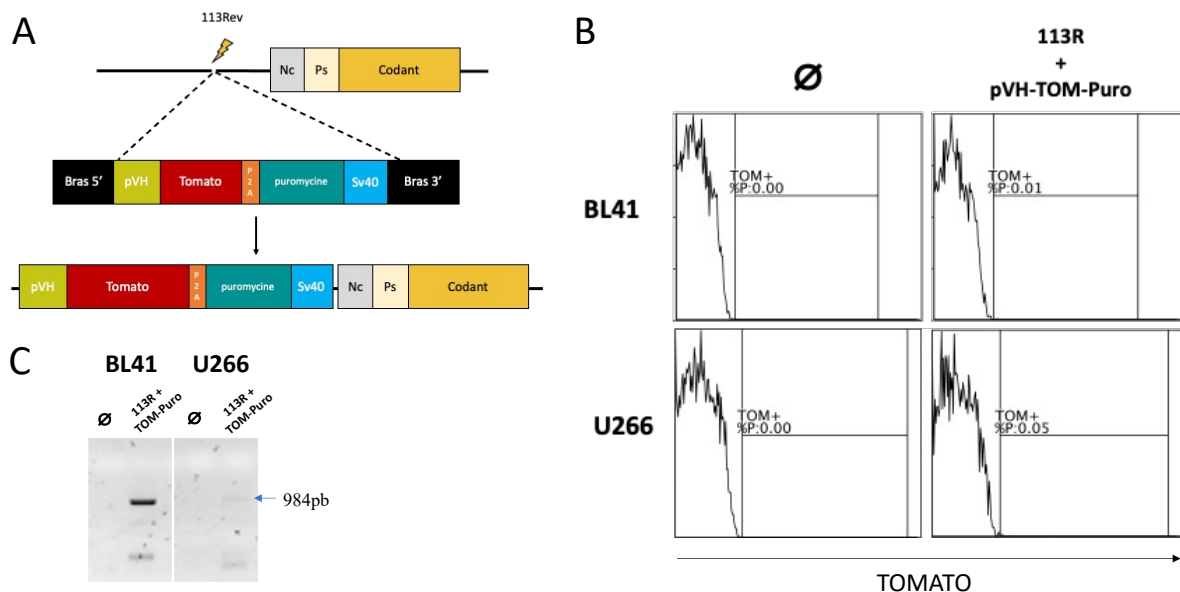 A
113Rev
Nc Ps Codant
Bras 5’ pVH Tomato P2A puromycine Sv40 Bras 3’
pVH Tomato P2A puromycine Sv40 Nc Ps Codant
B
Ø
113R
+
pVH-TOM-Puro
BL41
TOM+
%P:0.00
TOM+
%P:0.01
U266
TOM+
%P:0.00
TOM+
%P:0.05
TOMATO
C
BL41 U266
Ø
113R +
TOM-Puro
Ø
113R +
TOM-Puro
984pb